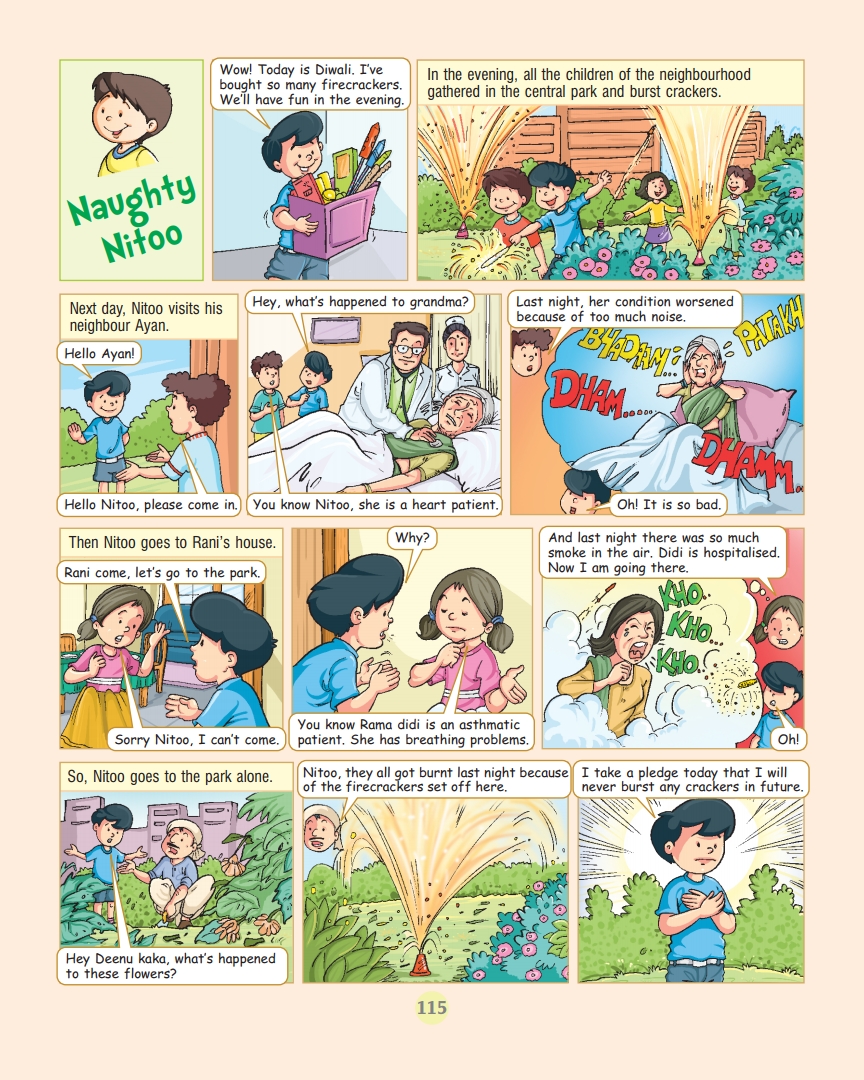 Naughty
Nitoo
Wow! Today is Diwali. I've
bought so many firecrackers.
We'll have fun in the evening.
In the evening, all the children of the neighbourhood
gathered in the central park and burst crackers.
Next day, Nitoo visits his
neighbour Ayan.
Hello Ayan!
Hello Nitoo, please come in.
Hey, what's happened to grandma?
You know Nitoo, she is a heart patient.
Last night, her condition worsened
because of too much noise.
BHADAM...
PATAKH
DHAM.....
DHAMM..
Oh! It is so bad.
Then Nitoo goes to Rani's house.
Rani come, let's go to the park.
Sorry Nitoo, I can't come.
Why?
You know Rama didi is an asthmatic
patient. She has breathing problems.
And last night there was so much
smoke in the air. Didi is hospitalised.
Now I am going there.
KHO..
KHO...
KHO..
Oh!
So, Nitoo goes to the park alone.
Hey Deenu kaka, what's happened
to these flowers?
Nitoo, they all got burnt last night because
of the firecrackers set off here.
I take a pledge today that I will
never burst any crackers in future.
115